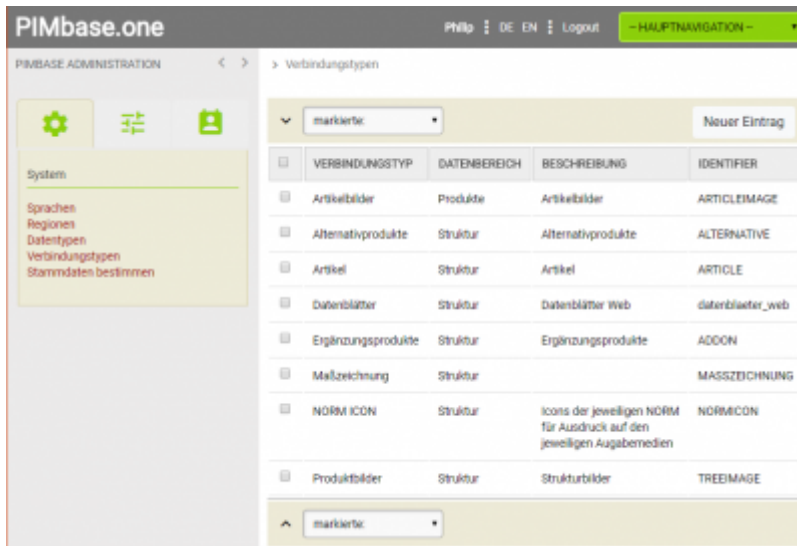 PIMbase.one
Philip DE EN Logout
-- HAUPTNAVIGATION --
PIMBASE ADMINISTRATION < >
System
Sprachen
Regionen
Datentypen
Verbindungstypen
Stammdaten bestimmen
> Verbindungstypen
markierte:
Neuer Eintrag
VERBINDUNGSTYP DATENBEREICH BESCHREIBUNG IDENTIFIER
Artikelbilder Produkte Artikelbilder ARTICLEIMAGE
Alternativprodukte Struktur Alternativprodukte ALTERNATIVE
Artikel Struktur Artikel ARTICLE
Datenblätter Struktur Datenblätter Web datenblaeter_web
Ergänzungsprodukte Struktur Ergänzungsprodukte ADDON
Maßzeichnung Struktur MASSZEICHNUNG
NORM ICON Struktur Icons der jeweiligen NORM NORMICON
für Ausdruck auf den
jeweiligen Augabemedien
Produktbilder Struktur Strukturbilder TREEIMAGE
markierte: